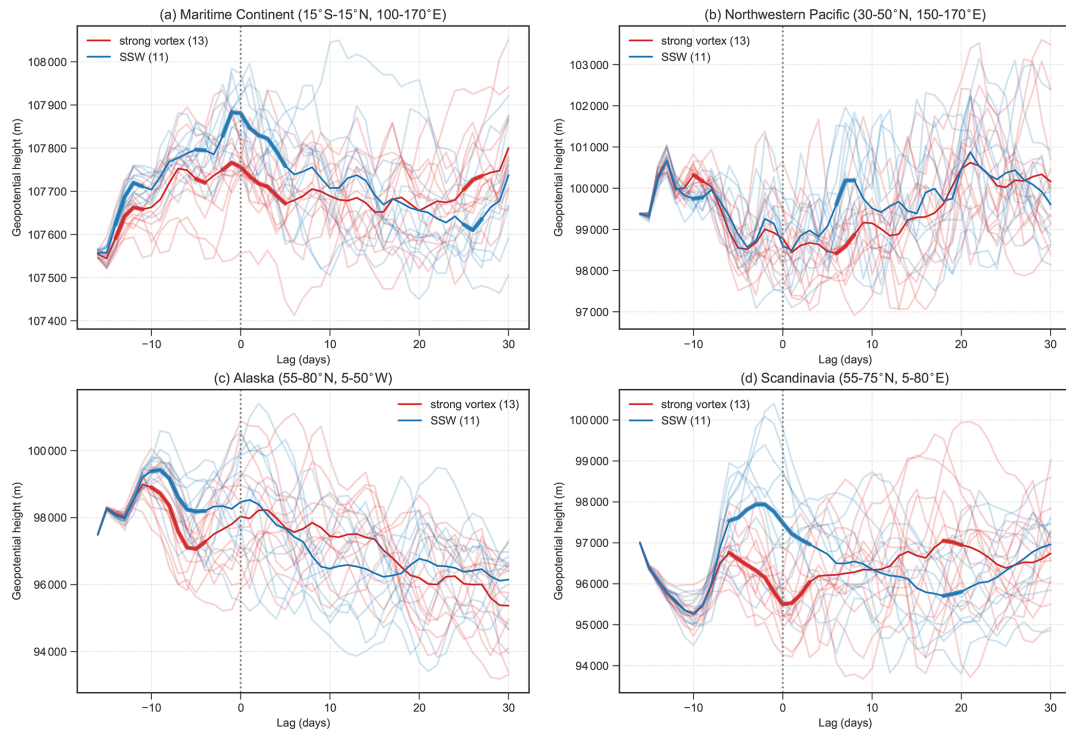 (a) Maritime Continent (15°S-15°N, 100-170°E)
strong vortex (13)
SSW (11)
Geopotential height (m)
108 000
107 900
107 800
107 700
107 600
107 500
107 400
−10
0
10
20
30
Lag (days)
(b) Northwestern Pacific (30-50°N, 150-170°E)
strong vortex (13)
SSW (11)
Geopotential height (m)
103 000
102 000
101 000
100 000
99 000
98 000
97 000
−10
0
10
20
30
Lag (days)
(c) Alaska (55-80°N, 5-50°W)
strong vortex (13)
SSW (11)
Geopotential height (m)
100 000
98 000
96 000
94 000
−10
0
10
20
30
Lag (days)
(d) Scandinavia (55-75°N, 5-80°E)
strong vortex (13)
SSW (11)
Geopotential height (m)
100 000
99 000
98 000
97 000
96 000
95 000
94 000
−10
0
10
20
30
Lag (days)